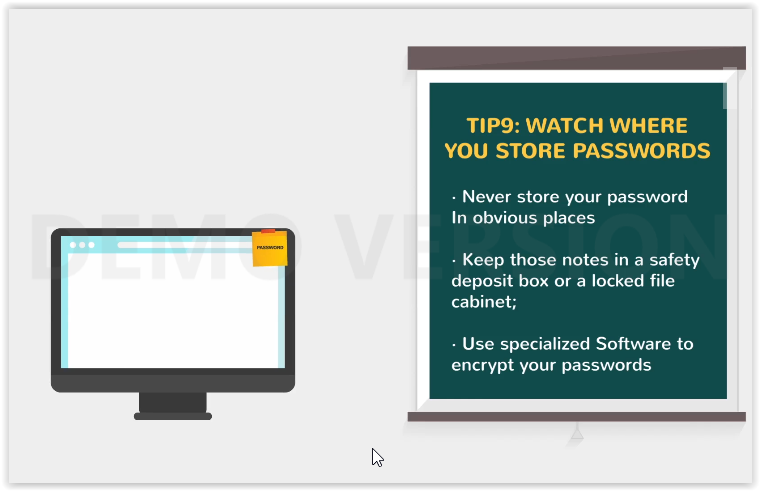 TIP9: WATCH WHERE
YOU STORE PASSWORDS
· Never store your password
In obvious places
· Keep those notes in a safety
deposit box or a locked file
cabinet;
· Use specialized Software to
encrypt your passwords
PASSWORD
DEMO VERSION